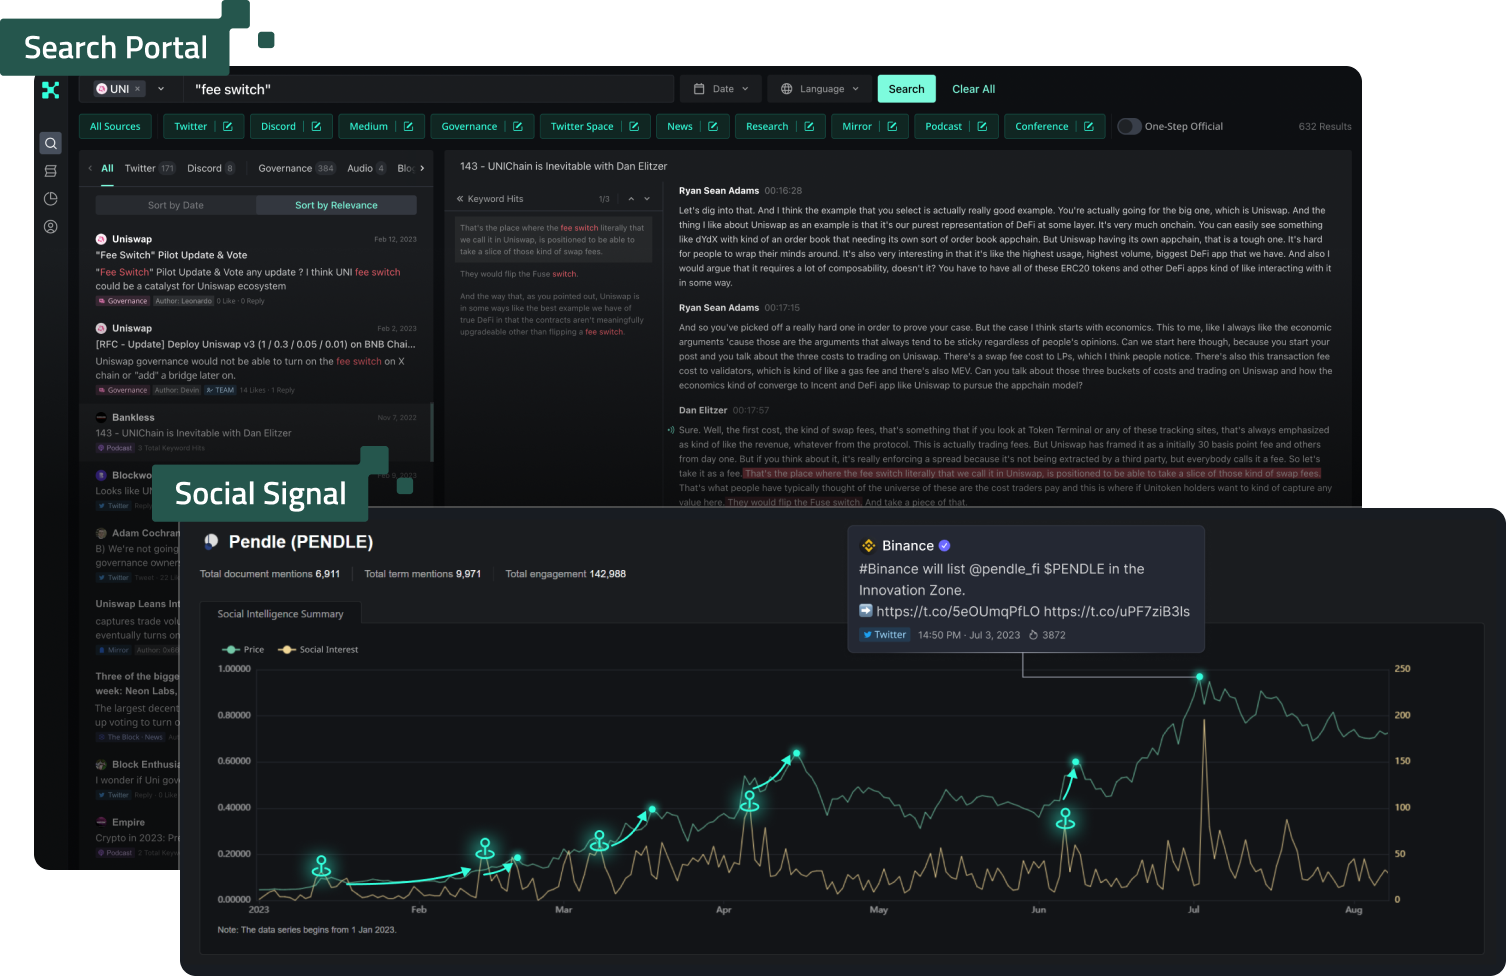 Search Portal
UNI ×
"fee switch"
Date
Language
Search
Clear All
All Sources
Twitter
Discord
Medium
Governance
Twitter Space
News
Research
Mirror
Podcast
Conference
One-Step Official
632 Results
All
Twitter 171
Discord 8
Governance 384
Audio 4
Sort by Date
Sort by Relevance
Uniswap
Feb 12, 2023
"Fee Switch" Pilot Update & Vote
"Fee Switch" Pilot Update & Vote any update ? I think UNI fee switch
could be a catalyst for Uniswap ecosystem
Governance Author: Leonardo 0 Like · 0 Reply
Uniswap
Feb 2, 2023
[RFC - Update] Deploy Uniswap v3 (1 / 0.3 / 0.05 / 0.01) on BNB Chai...
Uniswap governance would not be able to turn on the fee switch on X
chain or "add" a bridge later on.
Governance Author: Devin TEAM 14 Likes · 1 Reply
Bankless
Nov 7, 2022
143 - UNIChain is Inevitable with Dan Elitzer
Podcast 3 Total Keyword Hits
Blockwo
Looks like UN
Twitter Reply
Adam Cochran
B) We're not going
governance owner
Twitter Tweet · 22 Li
Uniswap Leans Int
captures trade volu
eventually turns on
Mirror Author: 0x66
Three of the bigge
week: Neon Labs,
The largest decent
up voting to turn o
The Block · News
Block Enthusia
I wonder if Uni gov
Twitter Reply · 0 Like
Empire
Crypto in 2023: Pri
Podcast 2 Total Keyw
143 - UNIChain is Inevitable with Dan Elitzer
Keyword Hits
1/3
That's the place where the fee switch literally that
we call it in Uniswap, is positioned to be able to
take a slice of those kind of swap fees.
They would flip the Fuse switch.
And the way that, as you pointed out, Uniswap is
in some ways like the best example we have of
true DeFi in that the contracts aren't meaningfully
upgradeable other than flipping a fee switch.
Ryan Sean Adams 00:16:28
Let's dig into that. And I think the example that you select is actually really good example. You're actually going for the big one, which is Uniswap. And the
thing I like about Uniswap as an example is that it's our purest representation of DeFi at some layer. It's very much onchain. You can easily see something
like dYdX with kind of an order book that needing its own sort of order book appchain. But Uniswap having its own appchain, that is a tough one. It's hard
for people to wrap their minds around. It's also very interesting in that it's like the highest usage, highest volume, biggest DeFi app that we have. And also I
would argue that it requires a lot of composability, doesn't it? You have to have all of these ERC20 tokens and other DeFi apps kind of like interacting with it
in some way.
Ryan Sean Adams 00:17:15
And so you've picked off a really hard one in order to prove your case. But the case I think starts with economics. This to me, like I always like the economic
arguments 'cause those are the arguments that always tend to be sticky regardless of people's opinions. Can we start here though, because you start your
post and you talk about the three costs to trading on Uniswap. There's a swap fee cost to LPs, which I think people notice. There's also this transaction fee
cost to validators, which is kind of like a gas fee and there's also MEV. Can you talk about those three buckets of costs and trading on Uniswap and how the
economics kind of converge to Incent and DeFi app like Uniswap to pursue the appchain model?
Dan Elitzer 00:17:57
Sure. Well, the first cost, the kind of swap fees, that's something that if you look at Token Terminal or any of these tracking sites, that's always emphasized
as kind of like the revenue, whatever from the protocol. This is actually trading fees. But Uniswap has framed it as a initially 30 basis point fee and others
from day one. But if you think about it, it's really enforcing a spread because it's not being extracted by a third party, but everybody calls it a fee. So let's
take it as a fee. That's the place where the fee switch literally that we call it in Uniswap, is positioned to be able to take a slice of those kind of swap fees.
That's what people have typically thought of the universe of these are the cost traders pay and this is where if Unitoken holders want to kind of capture any
value here. They would flip the Fuse switch. And take a piece of that.
Social Signal
Pendle (PENDLE)
Total document mentions 6,911
Total term mentions 9,971
Total engagement 142,988
Social Intelligence Summary
Price
Social Interest
Binance
#Binance will list @pendle_fi $PENDLE in the
Innovation Zone.
➡ https://t.co/5eOUmqPfLO https://t.co/uPF7ziB3Is
Twitter 14:50 PM · Jul 3, 2023 3872
1.00000
0.80000
0.60000
0.40000
0.20000
0.00000
250
200
150
100
50
0
2023
Feb
Mar
Apr
May
Jun
Jul
Aug
Note: The data series begins from 1 Jan 2023.